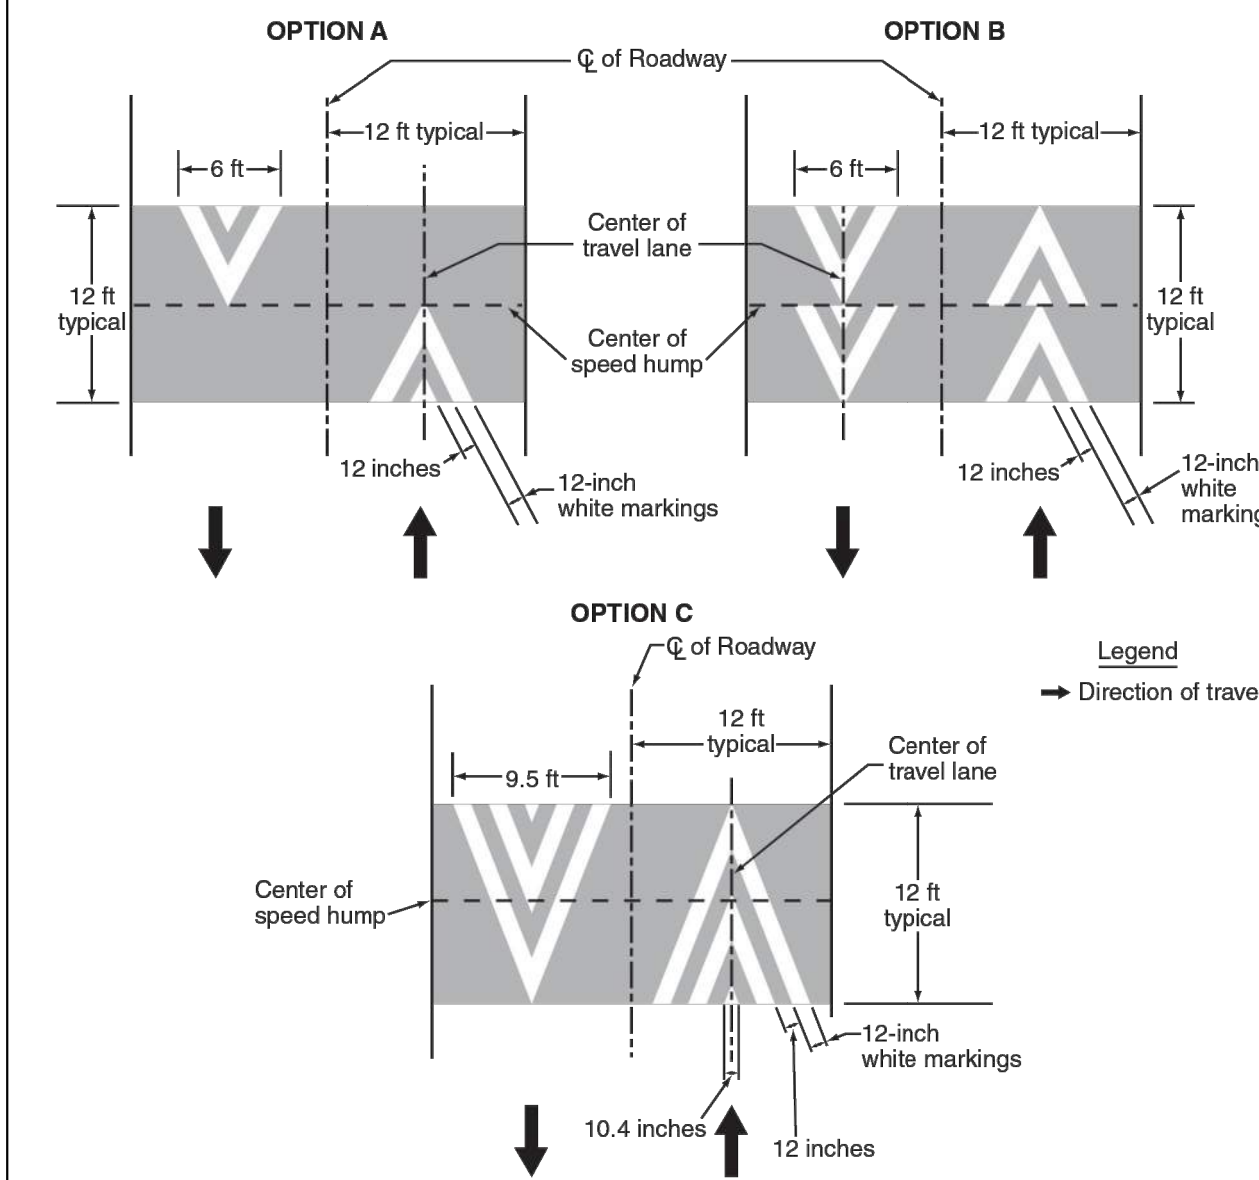 OPTION A
OPTION B
℄ of Roadway
12 ft typical
12 ft typical
6 ft
6 ft
Center of
travel lane
12 ft
typical
12 ft
typical
Center of
speed hump
12 inches
12-inch
white markings
12 inches
12-inch
white
marking
OPTION C
℄ of Roadway
Legend
Direction of trave
12 ft
typical
Center of
travel lane
9.5 ft
Center of
speed hump
12 ft
typical
12-inch
white markings
10.4 inches
12 inches